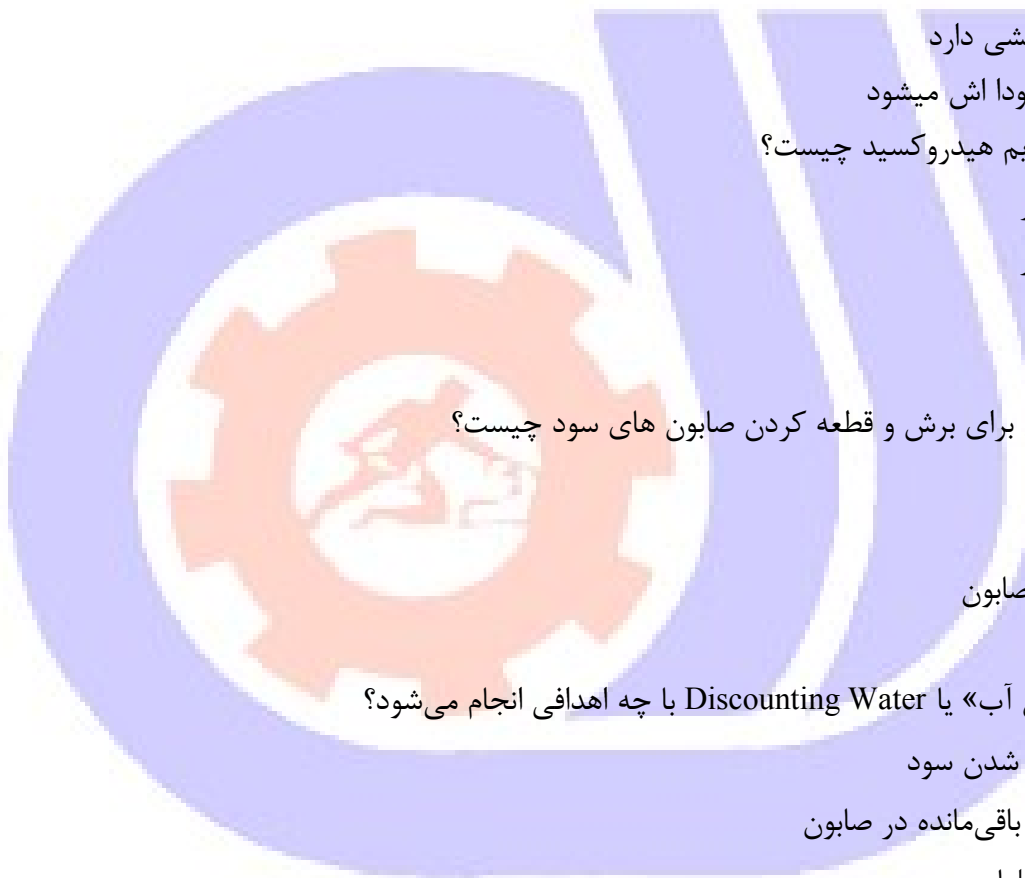 شی دارد
ودا اش میشود
یم هیدروکسید چیست؟
برای برش و قطعه کردن صابون های سود چیست؟
صابون
آب» یا Discounting Water با چه اهدافی انجام می‌شود؟
شدن سود
باقی‌مانده در صابون